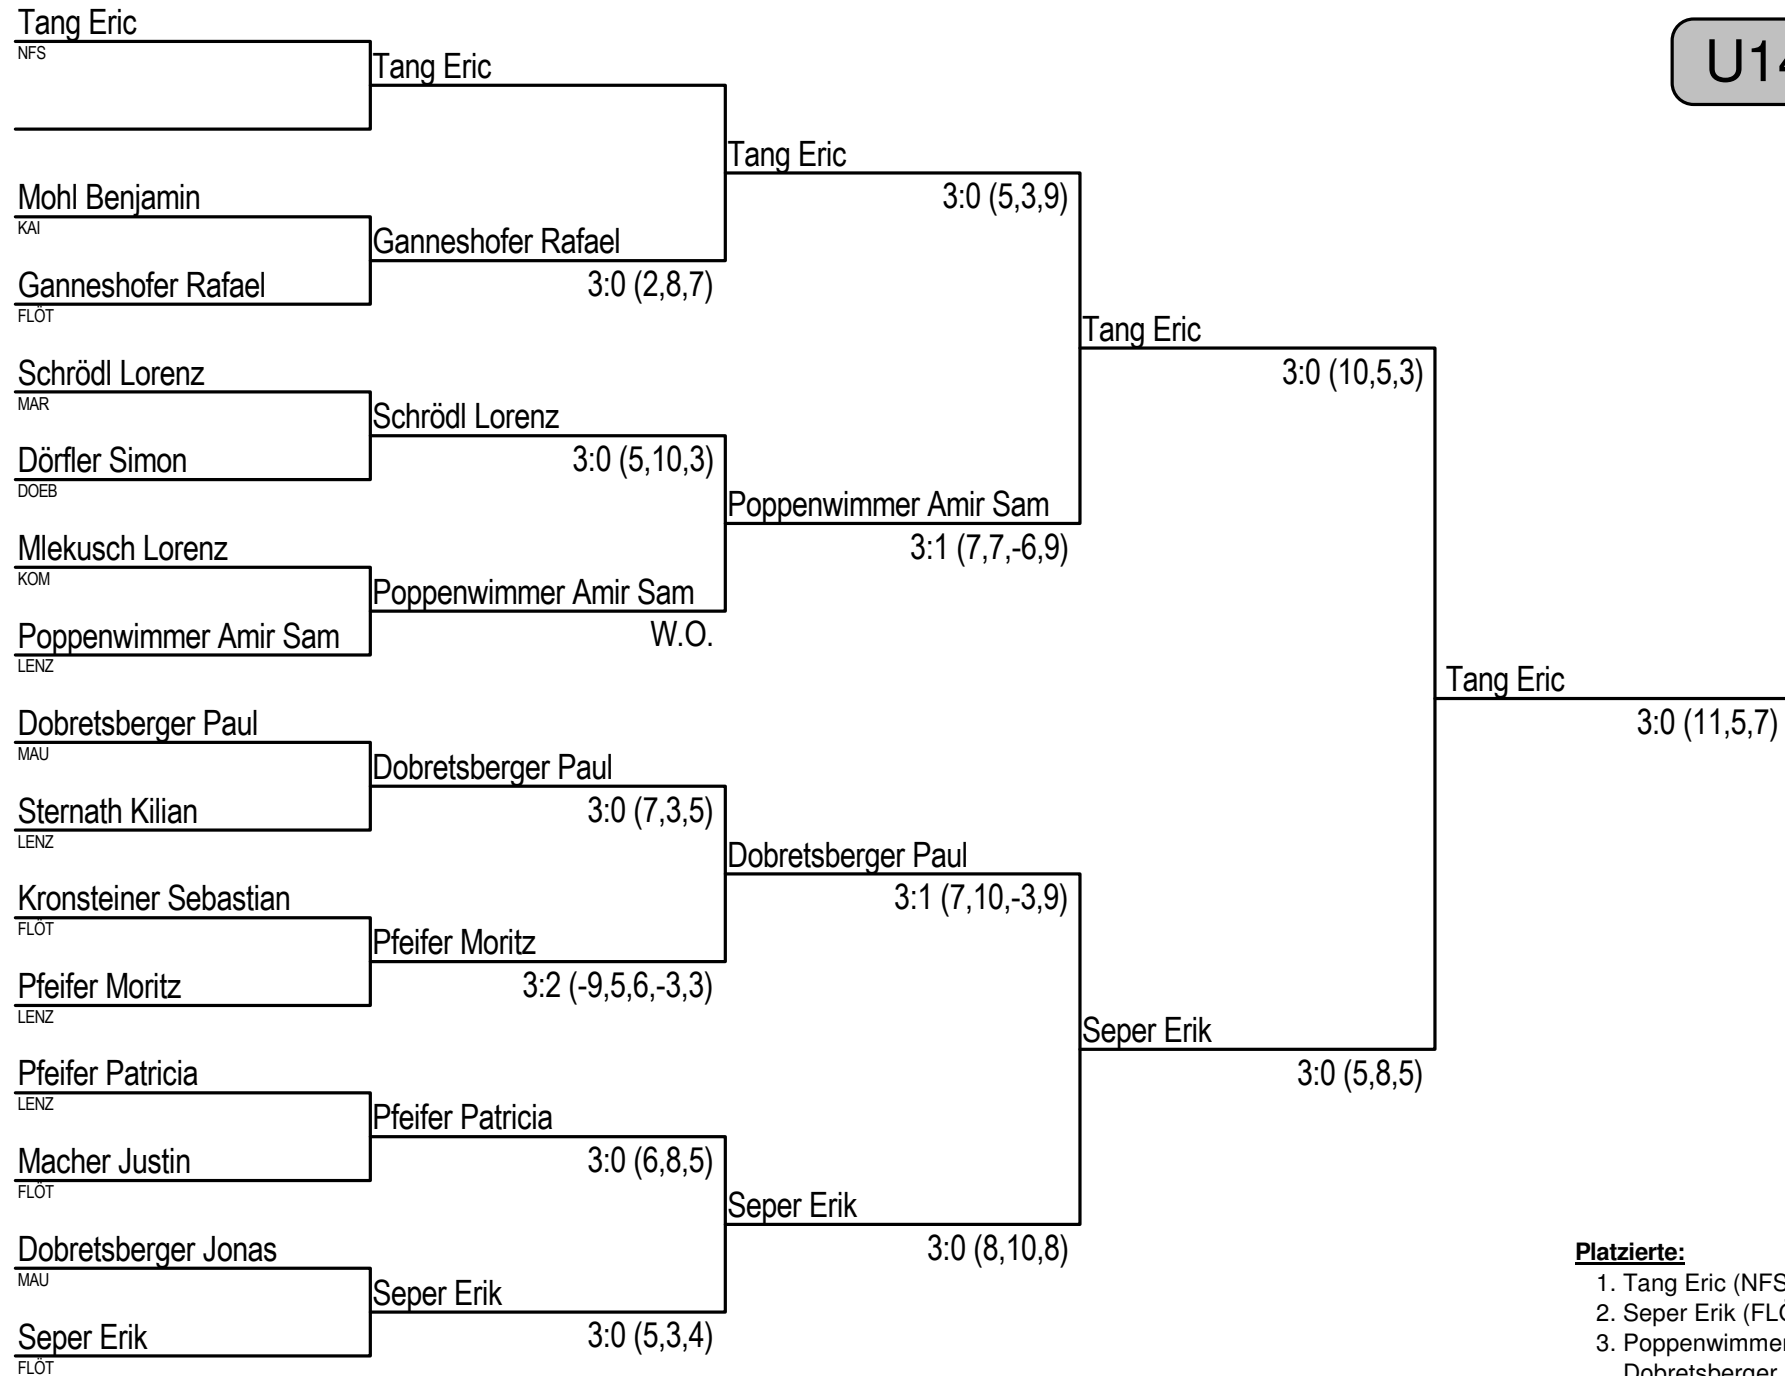 Tang Eric
NFS
Tang Eric
U14
Tang Eric
3:0 (5,3,9)
Mohl Benjamin
KAI
Ganneshofer Rafael
3:0 (2,8,7)
Ganneshofer Rafael
FLÖT
Tang Eric
3:0 (10,5,3)
Schrödl Lorenz
MAR
Schrödl Lorenz
3:0 (5,10,3)
Dörfler Simon
DOEB
Poppenwimmer Amir Sam
3:1 (7,7,-6,9)
Mlekusch Lorenz
KOM
Poppenwimmer Amir Sam
W.O.
Poppenwimmer Amir Sam
LENZ
Tang Eric
3:0 (11,5,7)
Dobretsberger Paul
MAU
Dobretsberger Paul
3:0 (7,3,5)
Sternath Kilian
LENZ
Dobretsberger Paul
3:1 (7,10,-3,9)
Kronsteiner Sebastian
FLÖT
Pfeifer Moritz
3:2 (-9,5,6,-3,3)
Pfeifer Moritz
LENZ
Seper Erik
3:0 (5,8,5)
Pfeifer Patricia
LENZ
Pfeifer Patricia
3:0 (6,8,5)
Macher Justin
FLÖT
Seper Erik
3:0 (8,10,8)
Dobretsberger Jonas
MAU
Seper Erik
3:0 (5,3,4)
Seper Erik
FLÖT
Platzierte:
1. Tang Eric (NFS
2. Seper Erik (FLÖ
3. Poppenwimmer
Dobretsberger